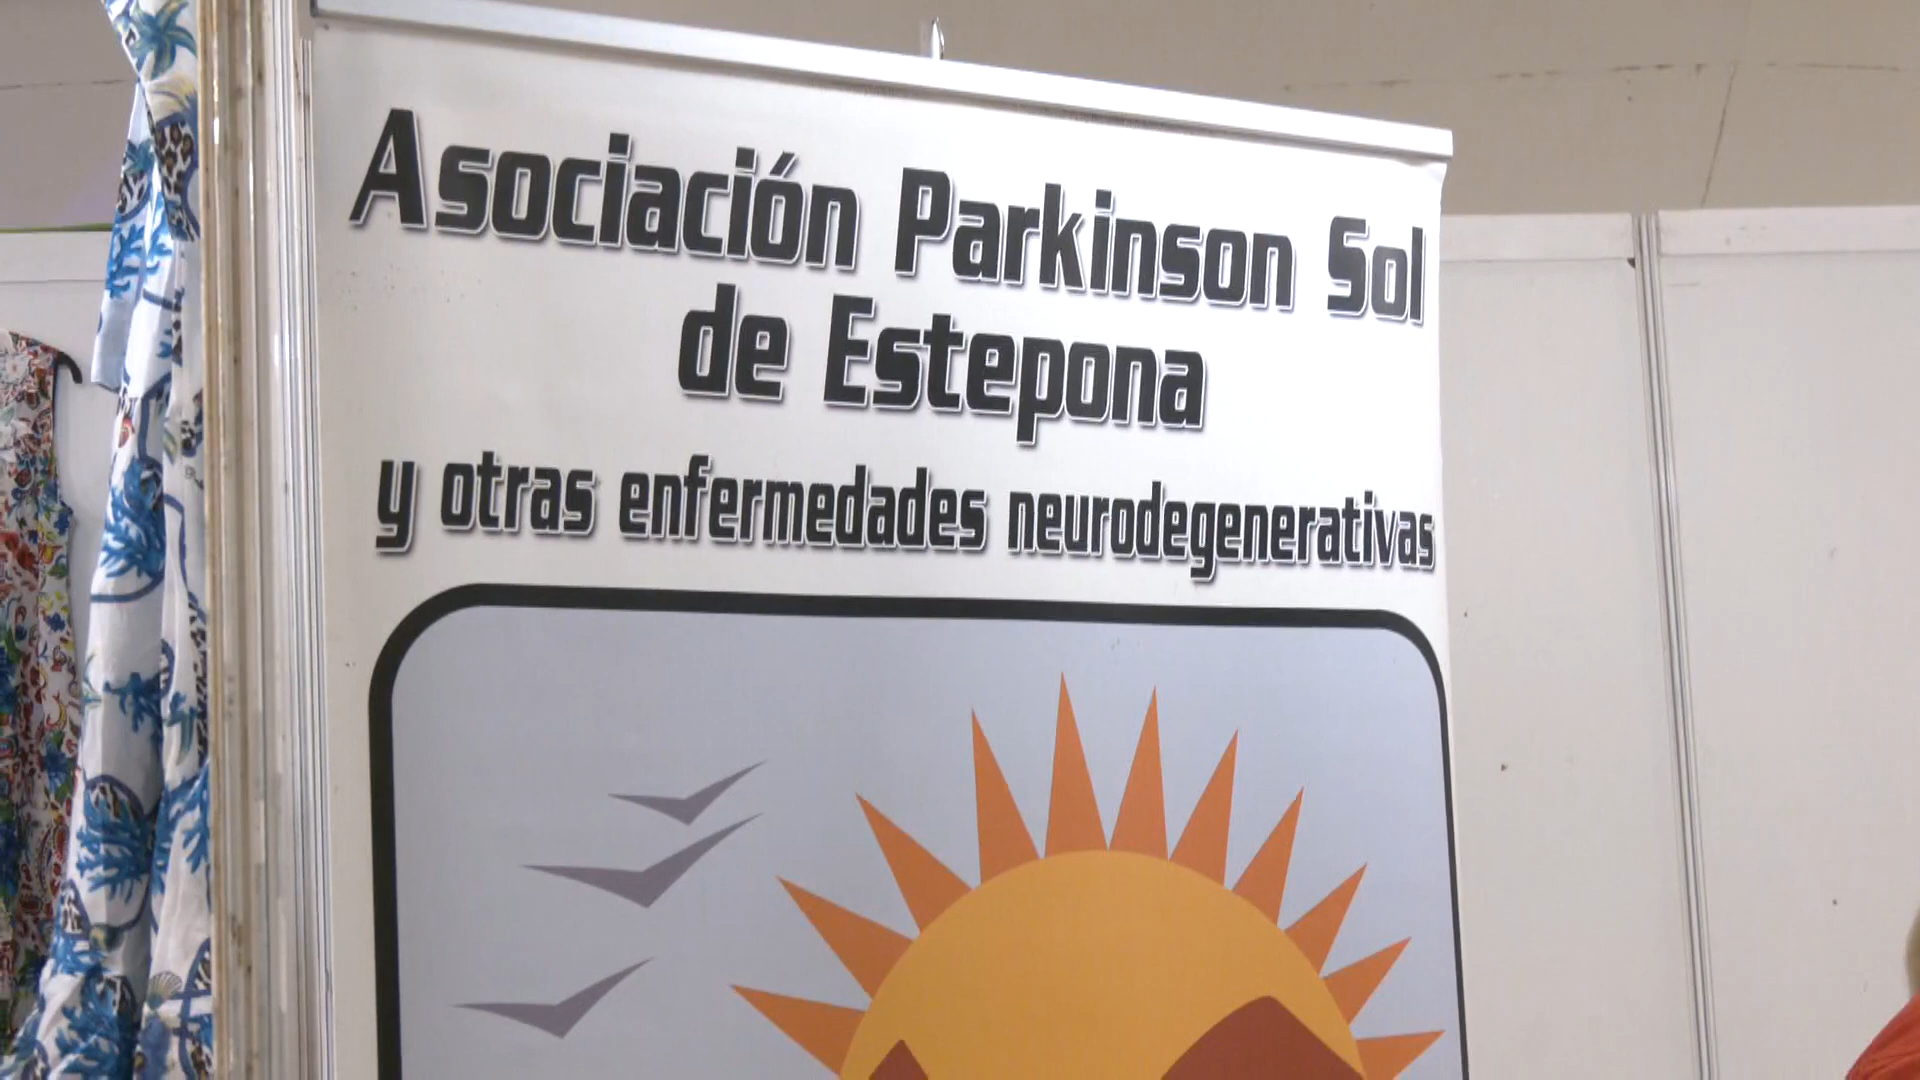 Asociación Parkinson Sol
de Estepona
y otras enfermedades neurodegenerativas